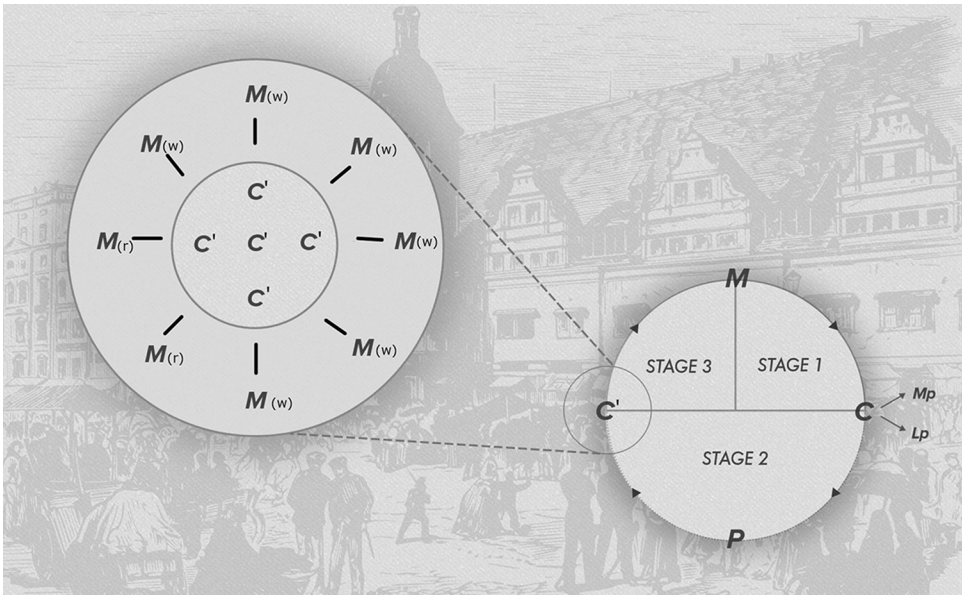 M(w)
M(w)
M(w)
C'
M(r)
C'
C'
C'
M(w)
C'
M(r)
M(w)
M(w)
M
STAGE 3
STAGE 1
C'
C
Mp
Lp
STAGE 2
P